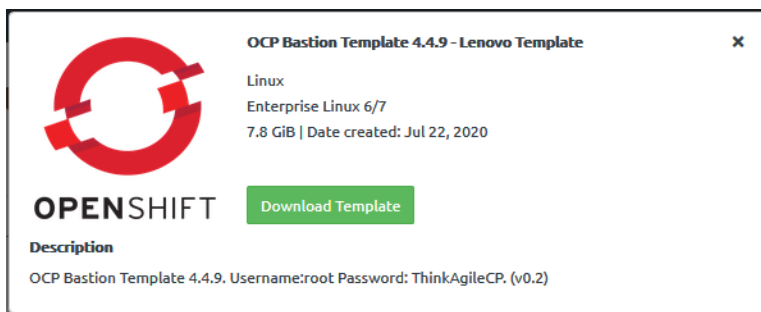 OCP Bastion Template 4.4.9 - Lenovo Template
×
Linux
Enterprise Linux 6/7
7.8 GiB | Date created: Jul 22, 2020
OPENSHIFT
Download Template
Description
OCP Bastion Template 4.4.9. Username:root Password: ThinkAgileCP. (v0.2)